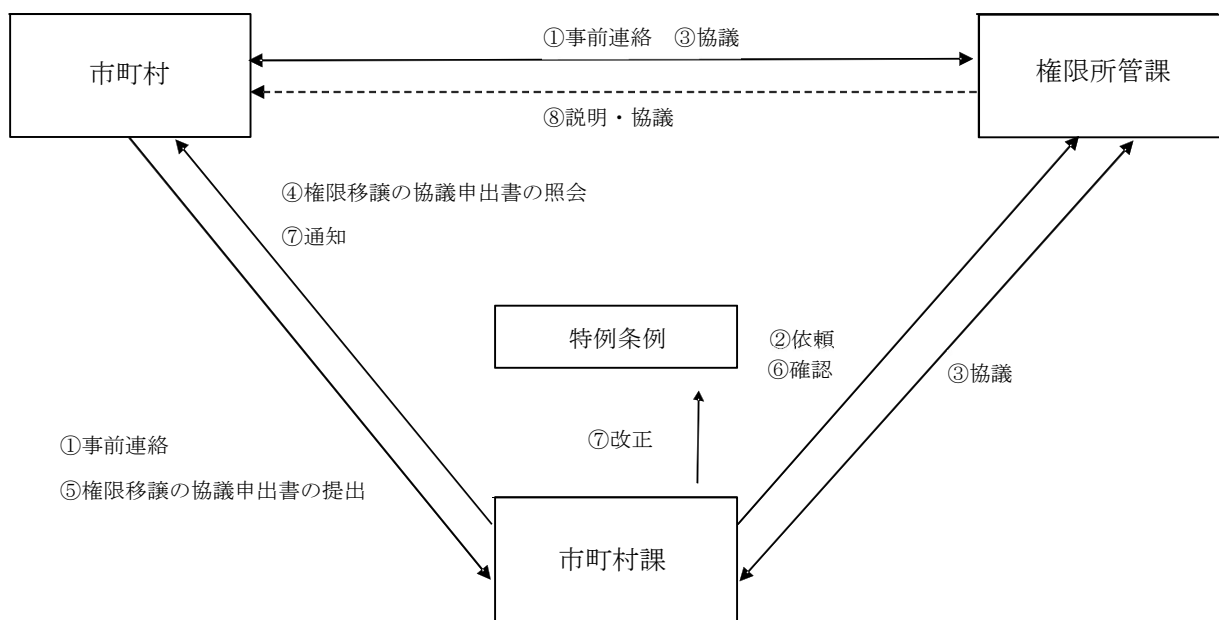 ①事前連絡　③協議
市町村
権限所管課
⑧説明・協議
④権限移譲の協議申出書の照会
⑦通知
特例条例
②依頼
⑥確認
③協議
⑦改正
①事前連絡
⑤権限移譲の協議申出書の提出
市町村課